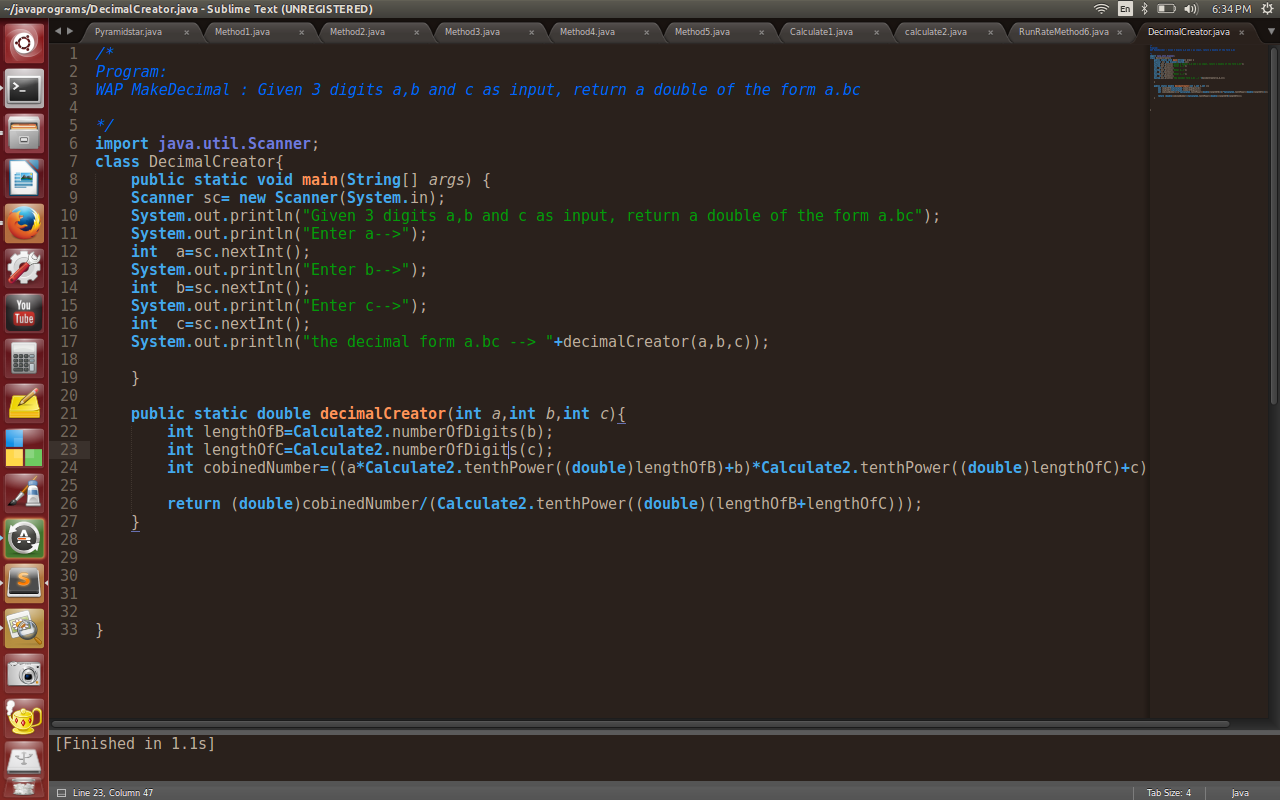 ~/javaprograms/DecimalCreator.java - Sublime Text (UNREGISTERED)
En
6:34 PM
Pyramidstar.java × Method1.java × Method2.java × Method3.java × Method4.java × Method5.java × Calculate1.java × calculate2.java × RunRateMethod6.java × DecimalCreator.java ×
1 /*
2 Program:
3 WAP MakeDecimal : Given 3 digits a,b and c as input, return a double of the form a.bc
4
5 */
6 import java.util.Scanner;
7 class DecimalCreator{
8 public static void main(String[] args) {
9 Scanner sc= new Scanner(System.in);
10 System.out.println("Given 3 digits a,b and c as input, return a double of the form a.bc");
11 System.out.println("Enter a-->");
12 int  a=sc.nextInt();
13 System.out.println("Enter b-->");
14 int  b=sc.nextInt();
15 System.out.println("Enter c-->");
16 int  c=sc.nextInt();
17 System.out.println("the decimal form a.bc --> "+decimalCreator(a,b,c));
18
19 }
20
21 public static double decimalCreator(int a,int b,int c){
22 int lengthOfB=Calculate2.numberOfDigits(b);
23 int lengthOfC=Calculate2.numberOfDigits(c);
24 int cobinedNumber=((a*Calculate2.tenthPower((double)lengthOfB)+b)*Calculate2.tenthPower((double)lengthOfC)+c)
25
26 return (double)cobinedNumber/(Calculate2.tenthPower((double)(lengthOfB+lengthOfC)));
27 }
28
29
30
31
32
33 }
You
Tube
[Finished in 1.1s]
Line 23, Column 47
Tab Size: 4
Java